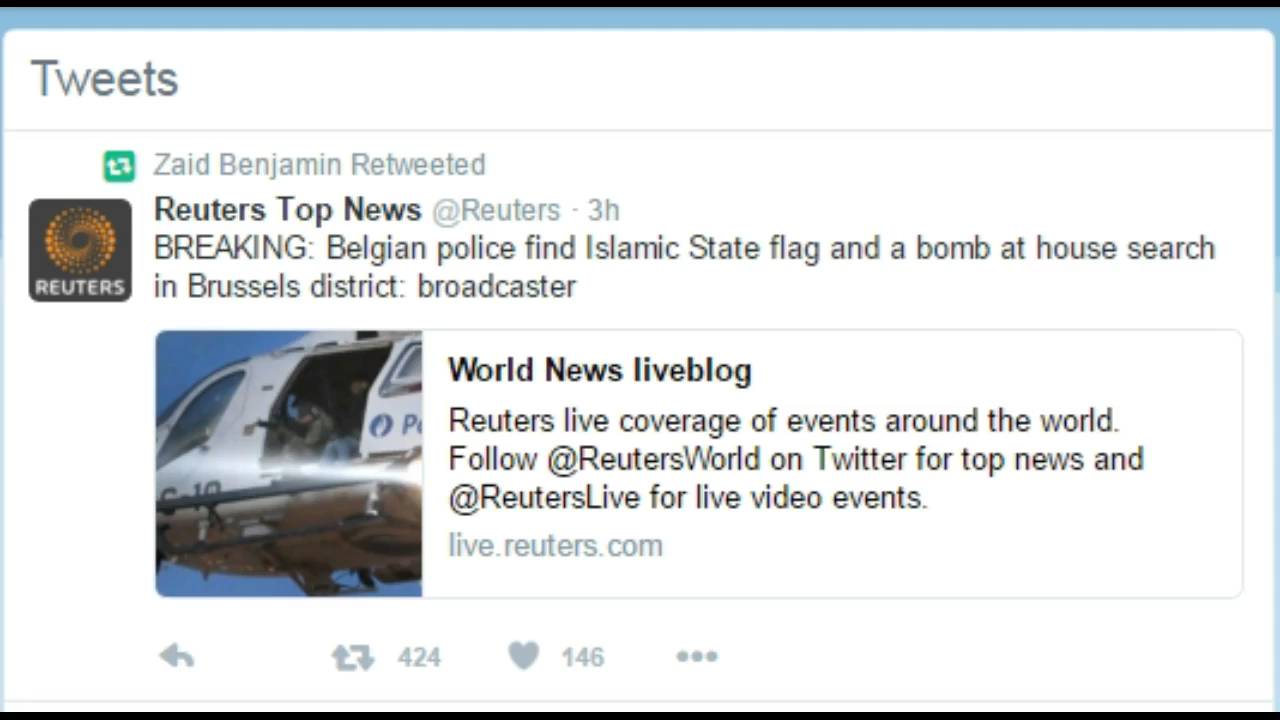 Tweets
Zaid Benjamin Retweeted
Reuters Top News @Reuters · 3h
BREAKING: Belgian police find Islamic State flag and a bomb at house search
in Brussels district: broadcaster
REUTERS
World News liveblog
Reuters live coverage of events around the world.
Follow @ReutersWorld on Twitter for top news and
@ReutersLive for live video events.
live.reuters.com
Po
G-10
424 146